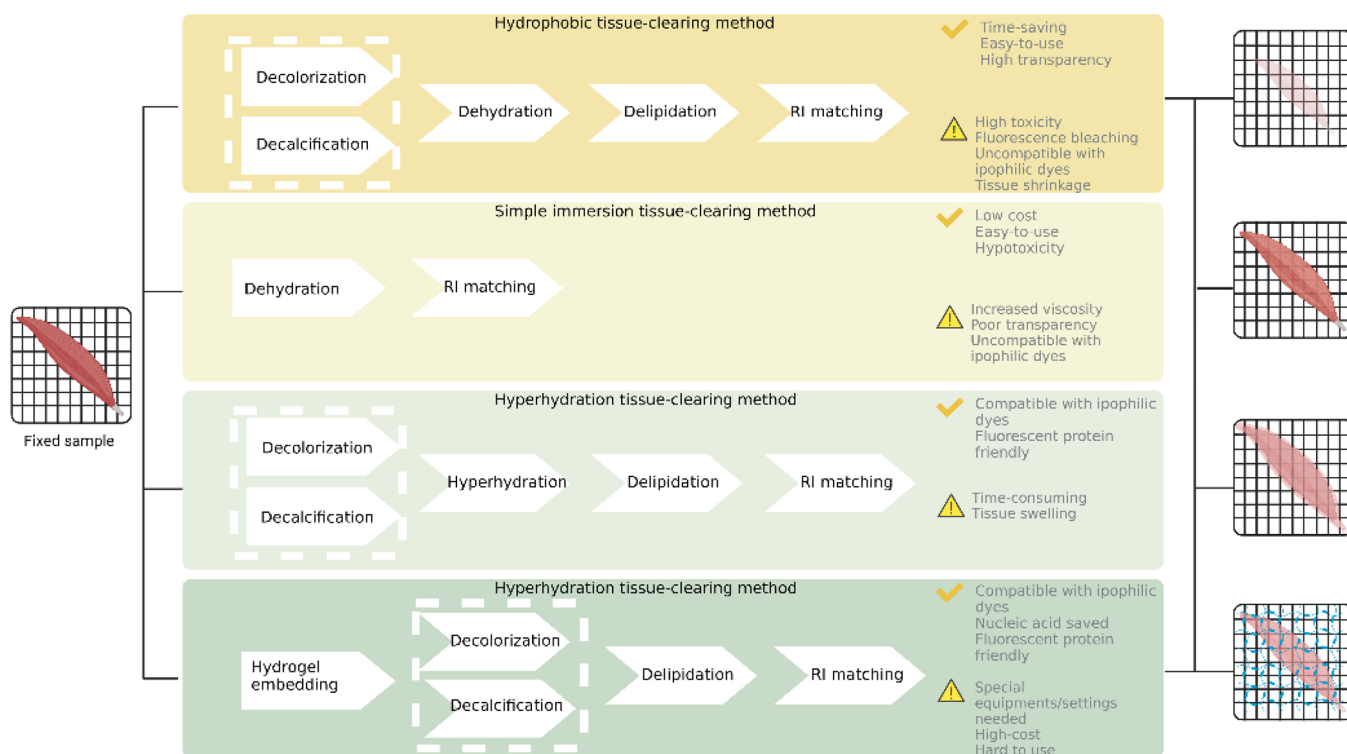 Hydrophobic tissue-clearing method
Decolorization
Decalcification
Dehydration
Delipidation
RI matching
Time-saving
Easy-to-use
High transparency
High toxicity
Fluorescence bleaching
Uncompatible with
ipophilic dyes
Tissue shrinkage
Simple immersion tissue-clearing method
Dehydration
RI matching
Low cost
Easy-to-use
Hypotoxicity
Increased viscosity
Poor transparency
Uncompatible with
ipophilic dyes
Fixed sample
Hyperhydration tissue-clearing method
Decolorization
Decalcification
Hyperhydration
Delipidation
RI matching
Compatible with ipophilic
dyes
Fluorescent protein
friendly
Time-consuming
Tissue swelling
Hyperhydration tissue-clearing method
Hydrogel
embedding
Decolorization
Decalcification
Delipidation
RI matching
Compatible with ipophilic
dyes
Nucleic acid saved
Fluorescent protein
friendly
Special
equipments/settings
needed
High-cost
Hard to use